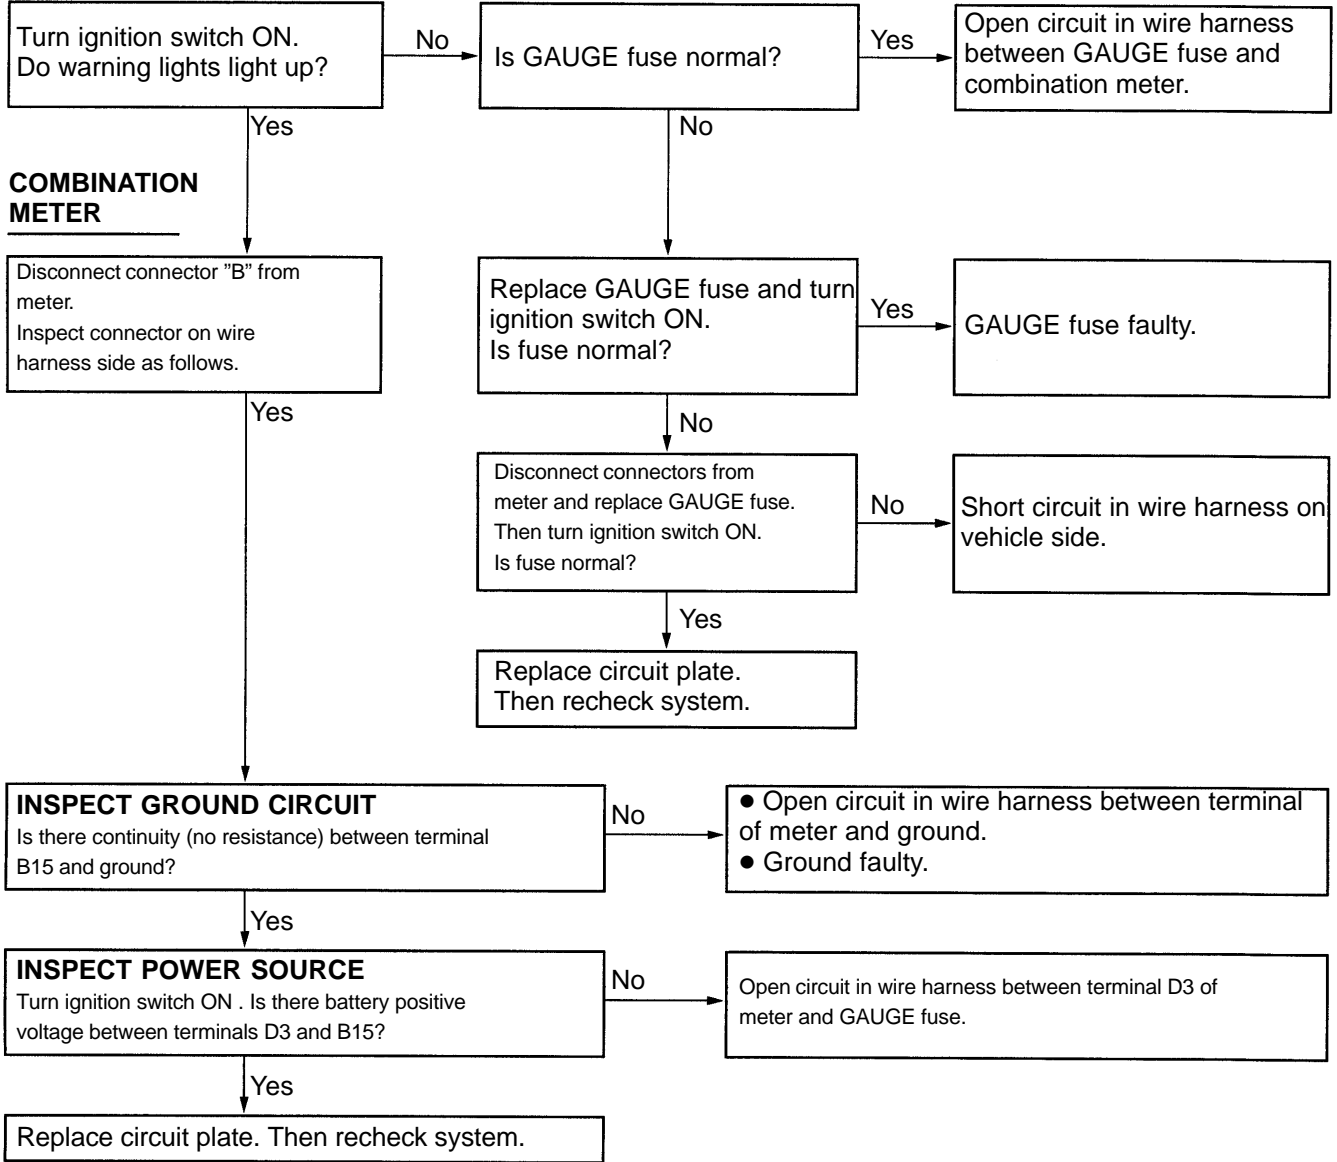 Turn ignition switch ON.
Do warning lights light up?
No
Is GAUGE fuse normal?
Yes
Open circuit in wire harness
between GAUGE fuse and
combination meter.
Yes
No
COMBINATION
METER
Disconnect connector ”B” from
meter.
Inspect connector on wire
harness side as follows.
Replace GAUGE fuse and turn
ignition switch ON.
Is fuse normal?
Yes
GAUGE fuse faulty.
Yes
No
Disconnect connectors from
meter and replace GAUGE fuse.
Then turn ignition switch ON.
Is fuse normal?
No
Short circuit in wire harness on
vehicle side.
Yes
Replace circuit plate.
Then recheck system.
INSPECT GROUND CIRCUIT
Is there continuity (no resistance) between terminal
B15 and ground?
No
● Open circuit in wire harness between terminal
of meter and ground.
● Ground faulty.
Yes
INSPECT POWER SOURCE
Turn ignition switch ON . Is there battery positive
voltage between terminals D3 and B15?
No
Open circuit in wire harness between terminal D3 of
meter and GAUGE fuse.
Yes
Replace circuit plate. Then recheck system.